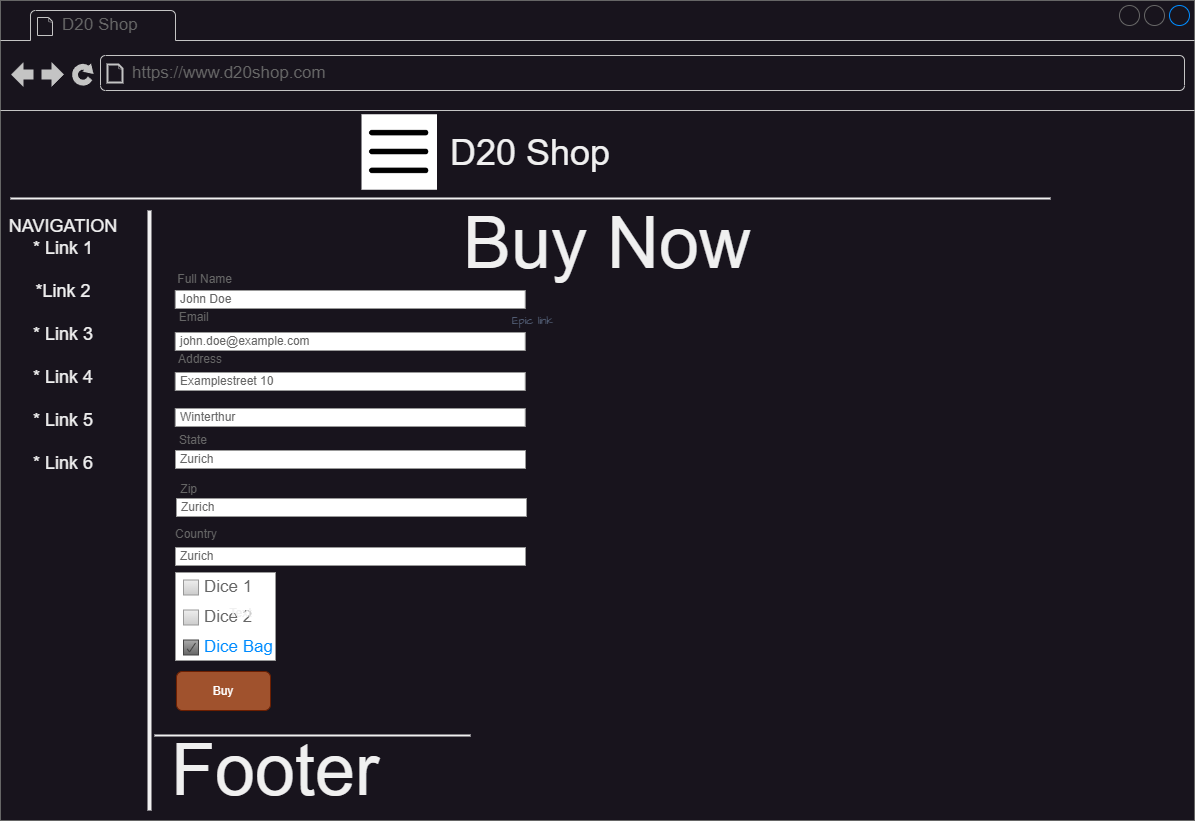 D20 Shop
https://www.d20shop.com
D20 Shop
NAVIGATION
* Link 1
*Link 2
* Link 3
* Link 4
* Link 5
* Link 6
Buy Now
Full Name
John Doe
Email
Epic link
john.doe@example.com
Address
Examplestreet 10
Winterthur
State
Zurich
Zip
Zurich
Country
Zurich
Dice 1
Dice 2
Dice Bag
Buy
Footer